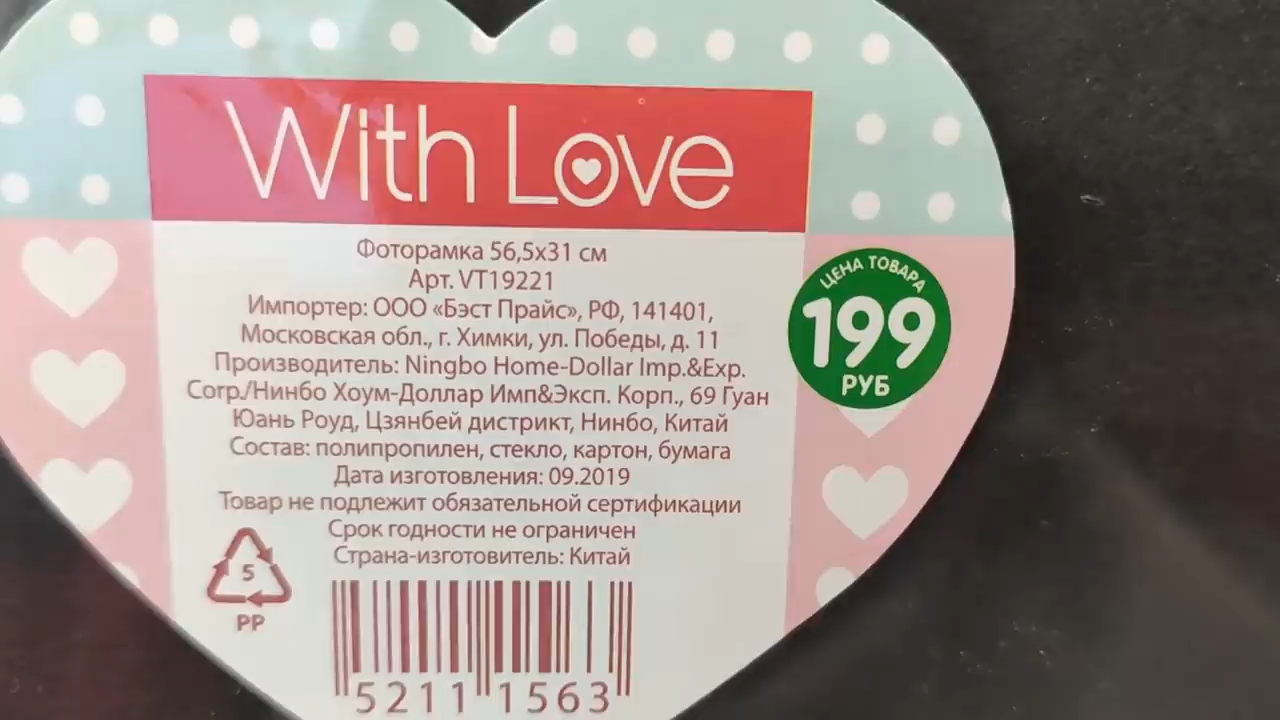 With Love
Фоторамка 56,5х31 см
Арт. VT19221
Импортер: ООО «Бэст Прайс», РФ, 141401,
Московская обл., г. Химки, ул. Победы, д. 11
Производитель: Ningbo Home-Dollar Imp.&Exp.
Corp./Нинбо Хоум-Доллар Имп&Эксп. Корп., 69 Гуан
Юань Роуд, Цзянбей дистрикт, Нинбо, Китай
Состав: полипропилен, стекло, картон, бумага
Дата изготовления: 09.2019
Товар не подлежит обязательной сертификации
Срок годности не ограничен
Страна-изготовитель: Китай
ЦЕНА ТОВАРА
199
РУБ
5
PP
5211 1563